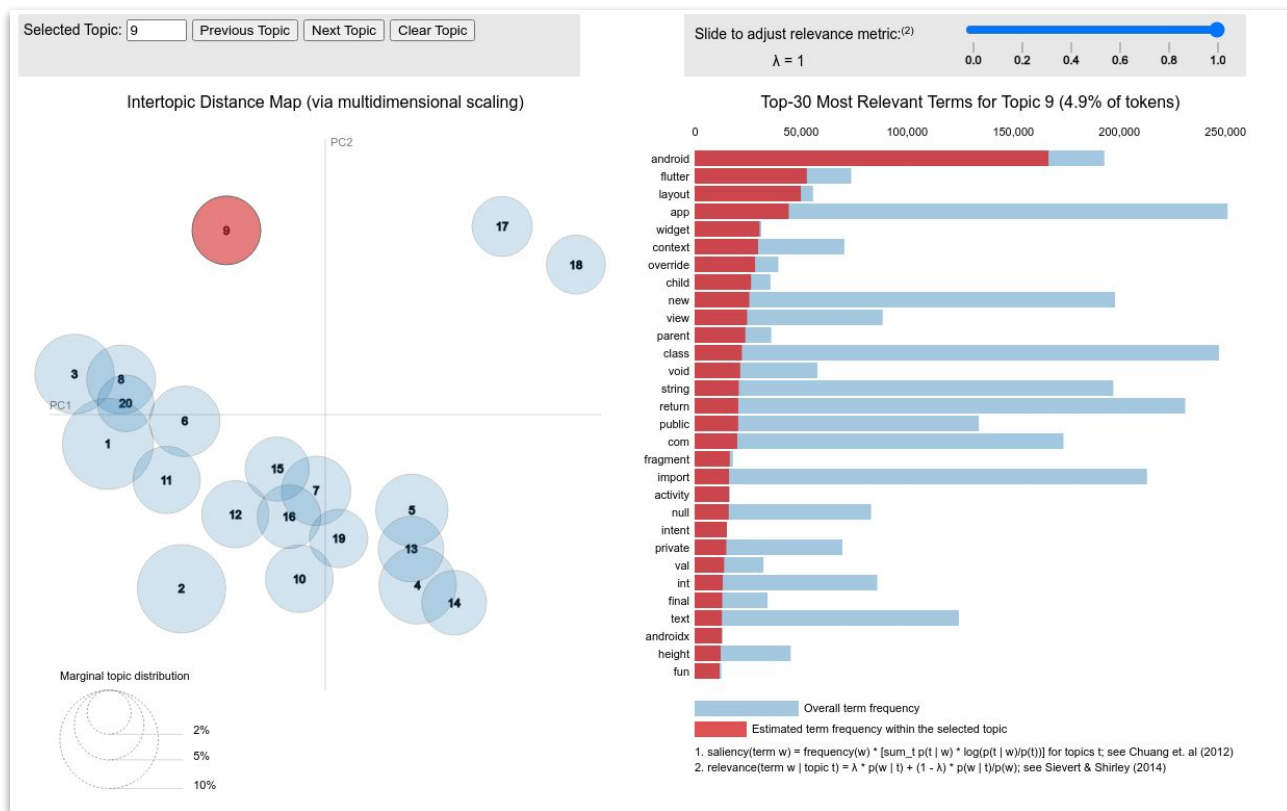 Selected Topic: 9 Previous Topic Next Topic Clear Topic
Slide to adjust relevance metric:(2)
λ = 1
0.0 0.2 0.4 0.6 0.8 1.0
Intertopic Distance Map (via multidimensional scaling)
PC2
PC1
9
17
18
3
8
20
6
1
11
15
7
12
16
5
19
13
10
4
2
14
Marginal topic distribution
2%
5%
10%
Top-30 Most Relevant Terms for Topic 9 (4.9% of tokens)
0 50,000 100,000 150,000 200,000 250,000
android
flutter
layout
app
widget
context
override
child
new
view
parent
class
void
string
return
public
com
fragment
import
activity
null
intent
private
val
int
final
text
androidx
height
fun
Overall term frequency
Estimated term frequency within the selected topic
1. saliency(term w) = frequency(w) * [sum_t p(t | w) * log(p(t | w)/p(t))] for topics t; see Chuang et. al (2012)
2. relevance(term w | topic t) = λ * p(w | t) + (1 - λ) * p(w | t)/p(w); see Sievert & Shirley (2014)